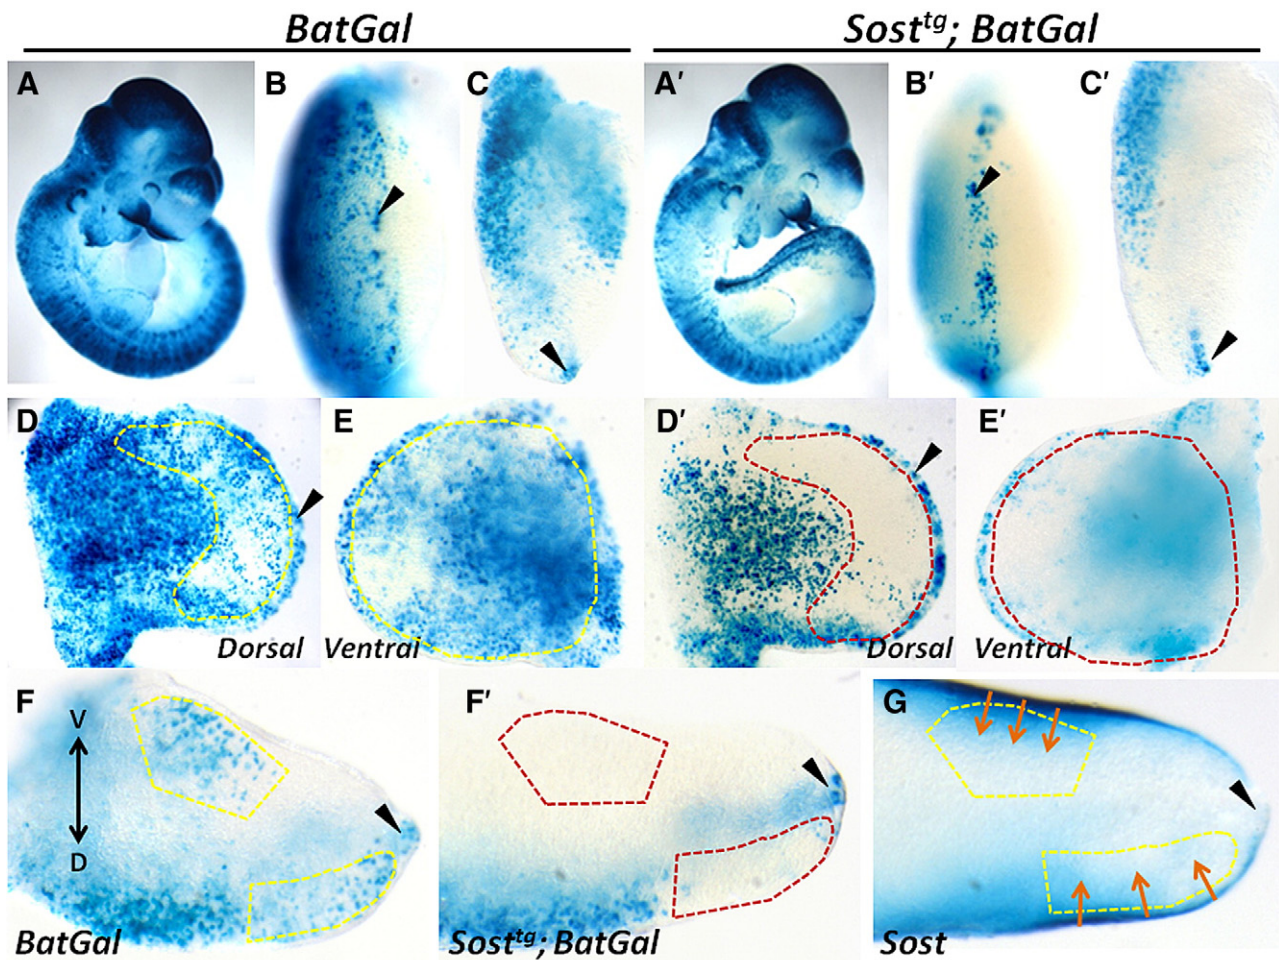 BatGal
Sost^tg; BatGal
A
B
C
A′
B′
C′
D
E
D′
E′
Dorsal
Ventral
Dorsal
Ventral
F
F′
G
V
D
BatGal
Sost^tg; BatGal
Sost